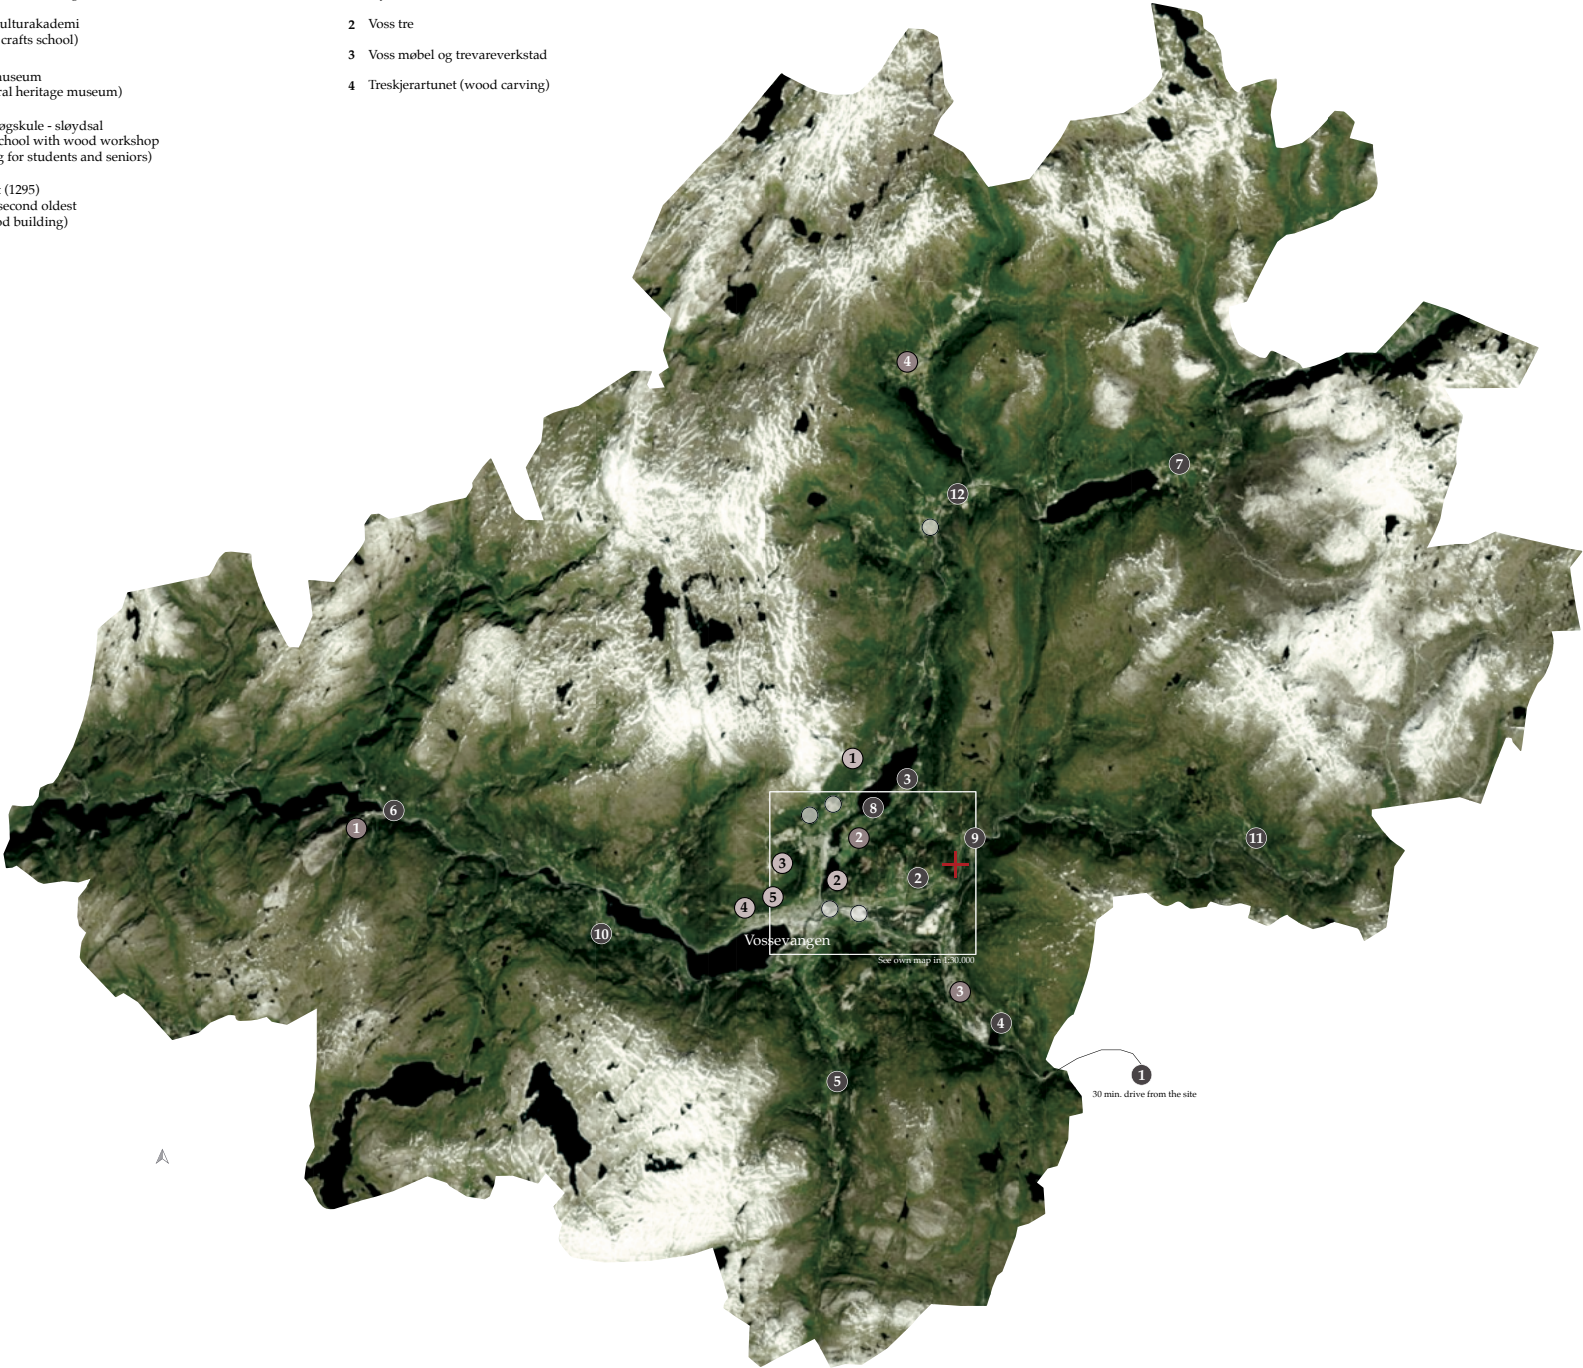 ulturakademi
crafts school)
nuseum
ral heritage museum)
øgskule - sløydsal
chool with wood workshop
g for students and seniors)
t (1295)
second oldest
od building)
2 Voss tre
3 Voss møbel og trevareverkstad
4 Treskjerartunet (wood carving)
4
7
12
1
3
8
6
1
2
9
11
3
2
2
5
4
10
Vossevangen
See own map in 1:30.000
3
4
1
5
30 min. drive from the site